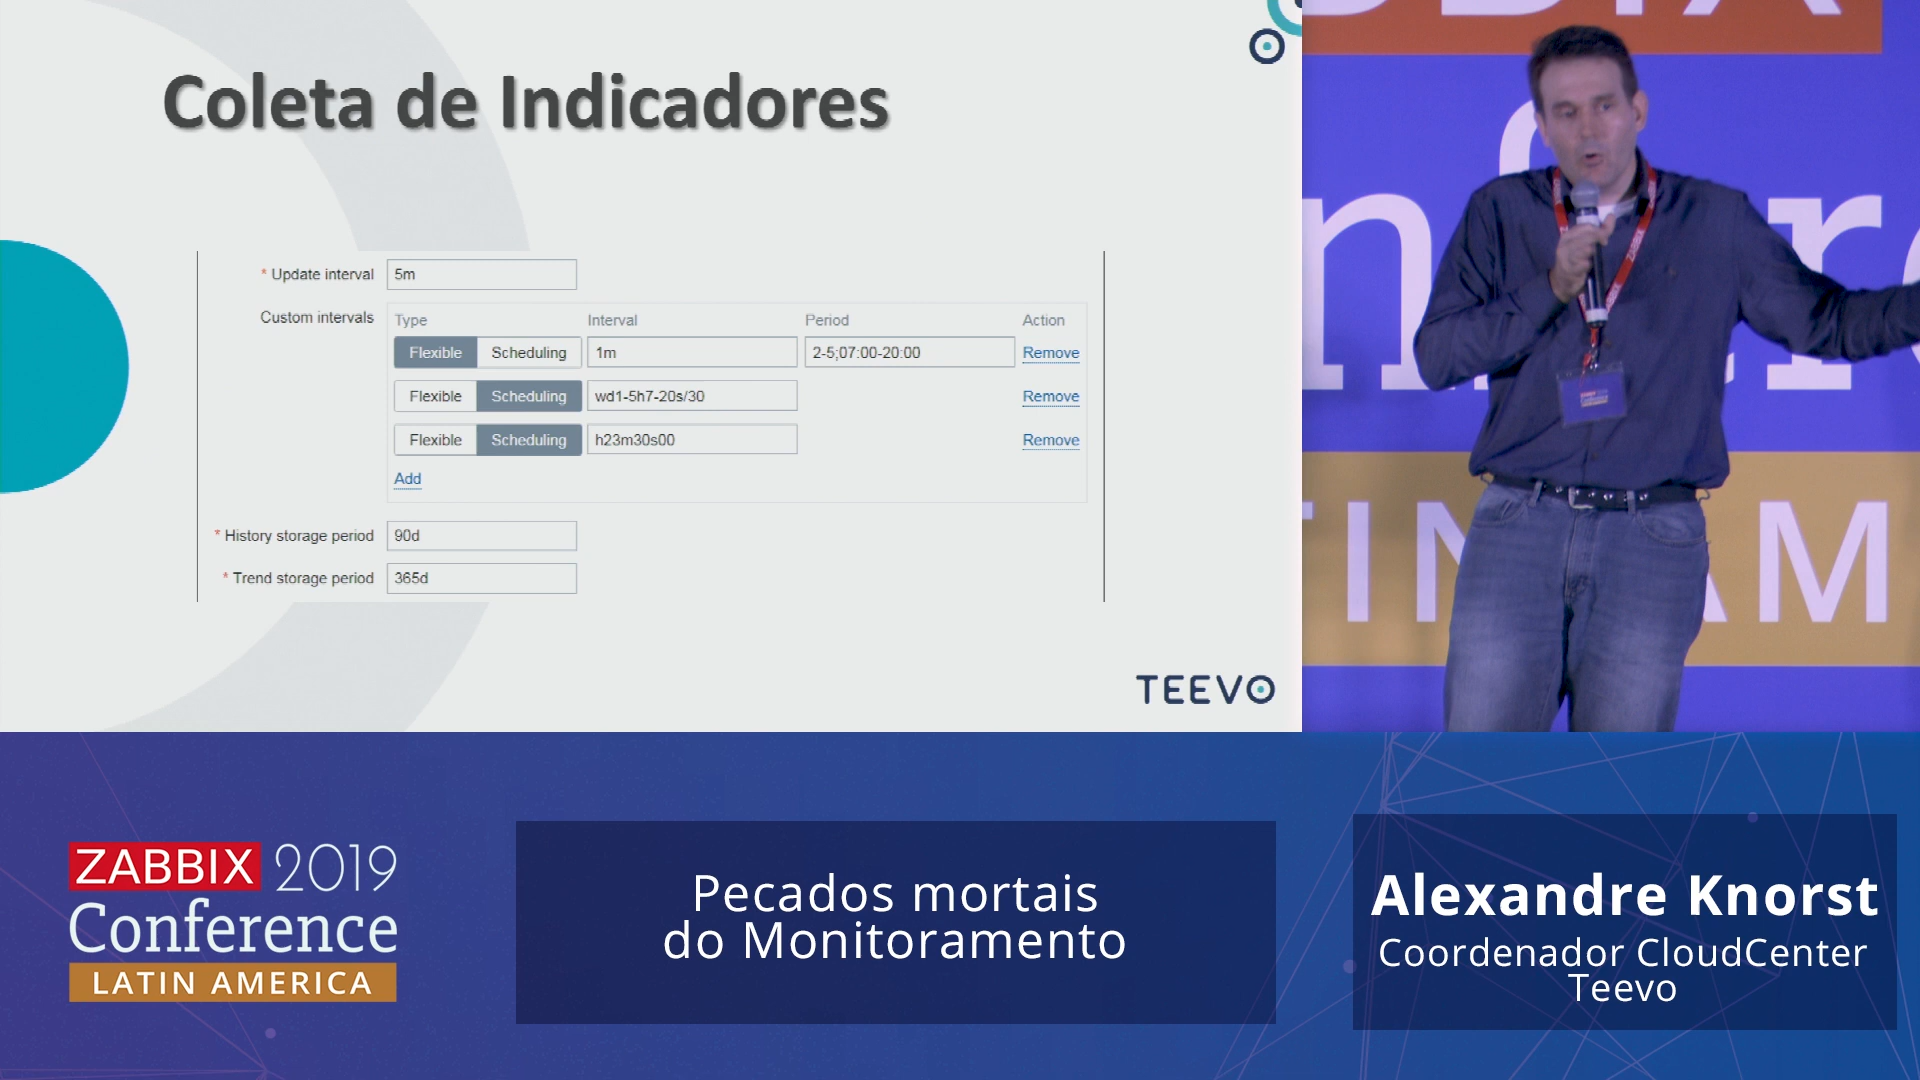 Coleta de Indicadores
* Update interval 5m
Custom intervals Type Interval Period Action
Flexible Scheduling 1m 2-5;07:00-20:00 Remove
Flexible Scheduling wd1-5h7-20s/30 Remove
Flexible Scheduling h23m30s00 Remove
Add
* History storage period 90d
* Trend storage period 365d
TEEVO
ZABBIX 2019
Conference
LATIN AMERICA
Pecados mortais
do Monitoramento
Alexandre Knorst
Coordenador CloudCenter
Teevo
ZABBIX